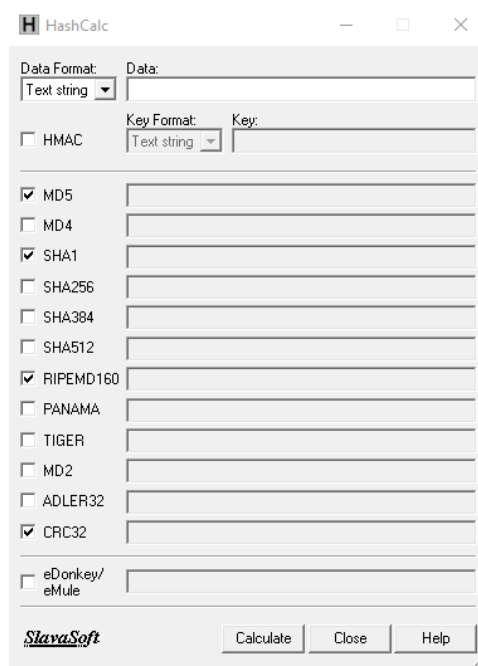 H HashCalc
Data Format: Data:
Text string
Key Format: Key:
HMAC Text string
MD5
MD4
SHA1
SHA256
SHA384
SHA512
RIPEMD160
PANAMA
TIGER
MD2
ADLER32
CRC32
eDonkey/
eMule
SlavaSoft Calculate Close Help